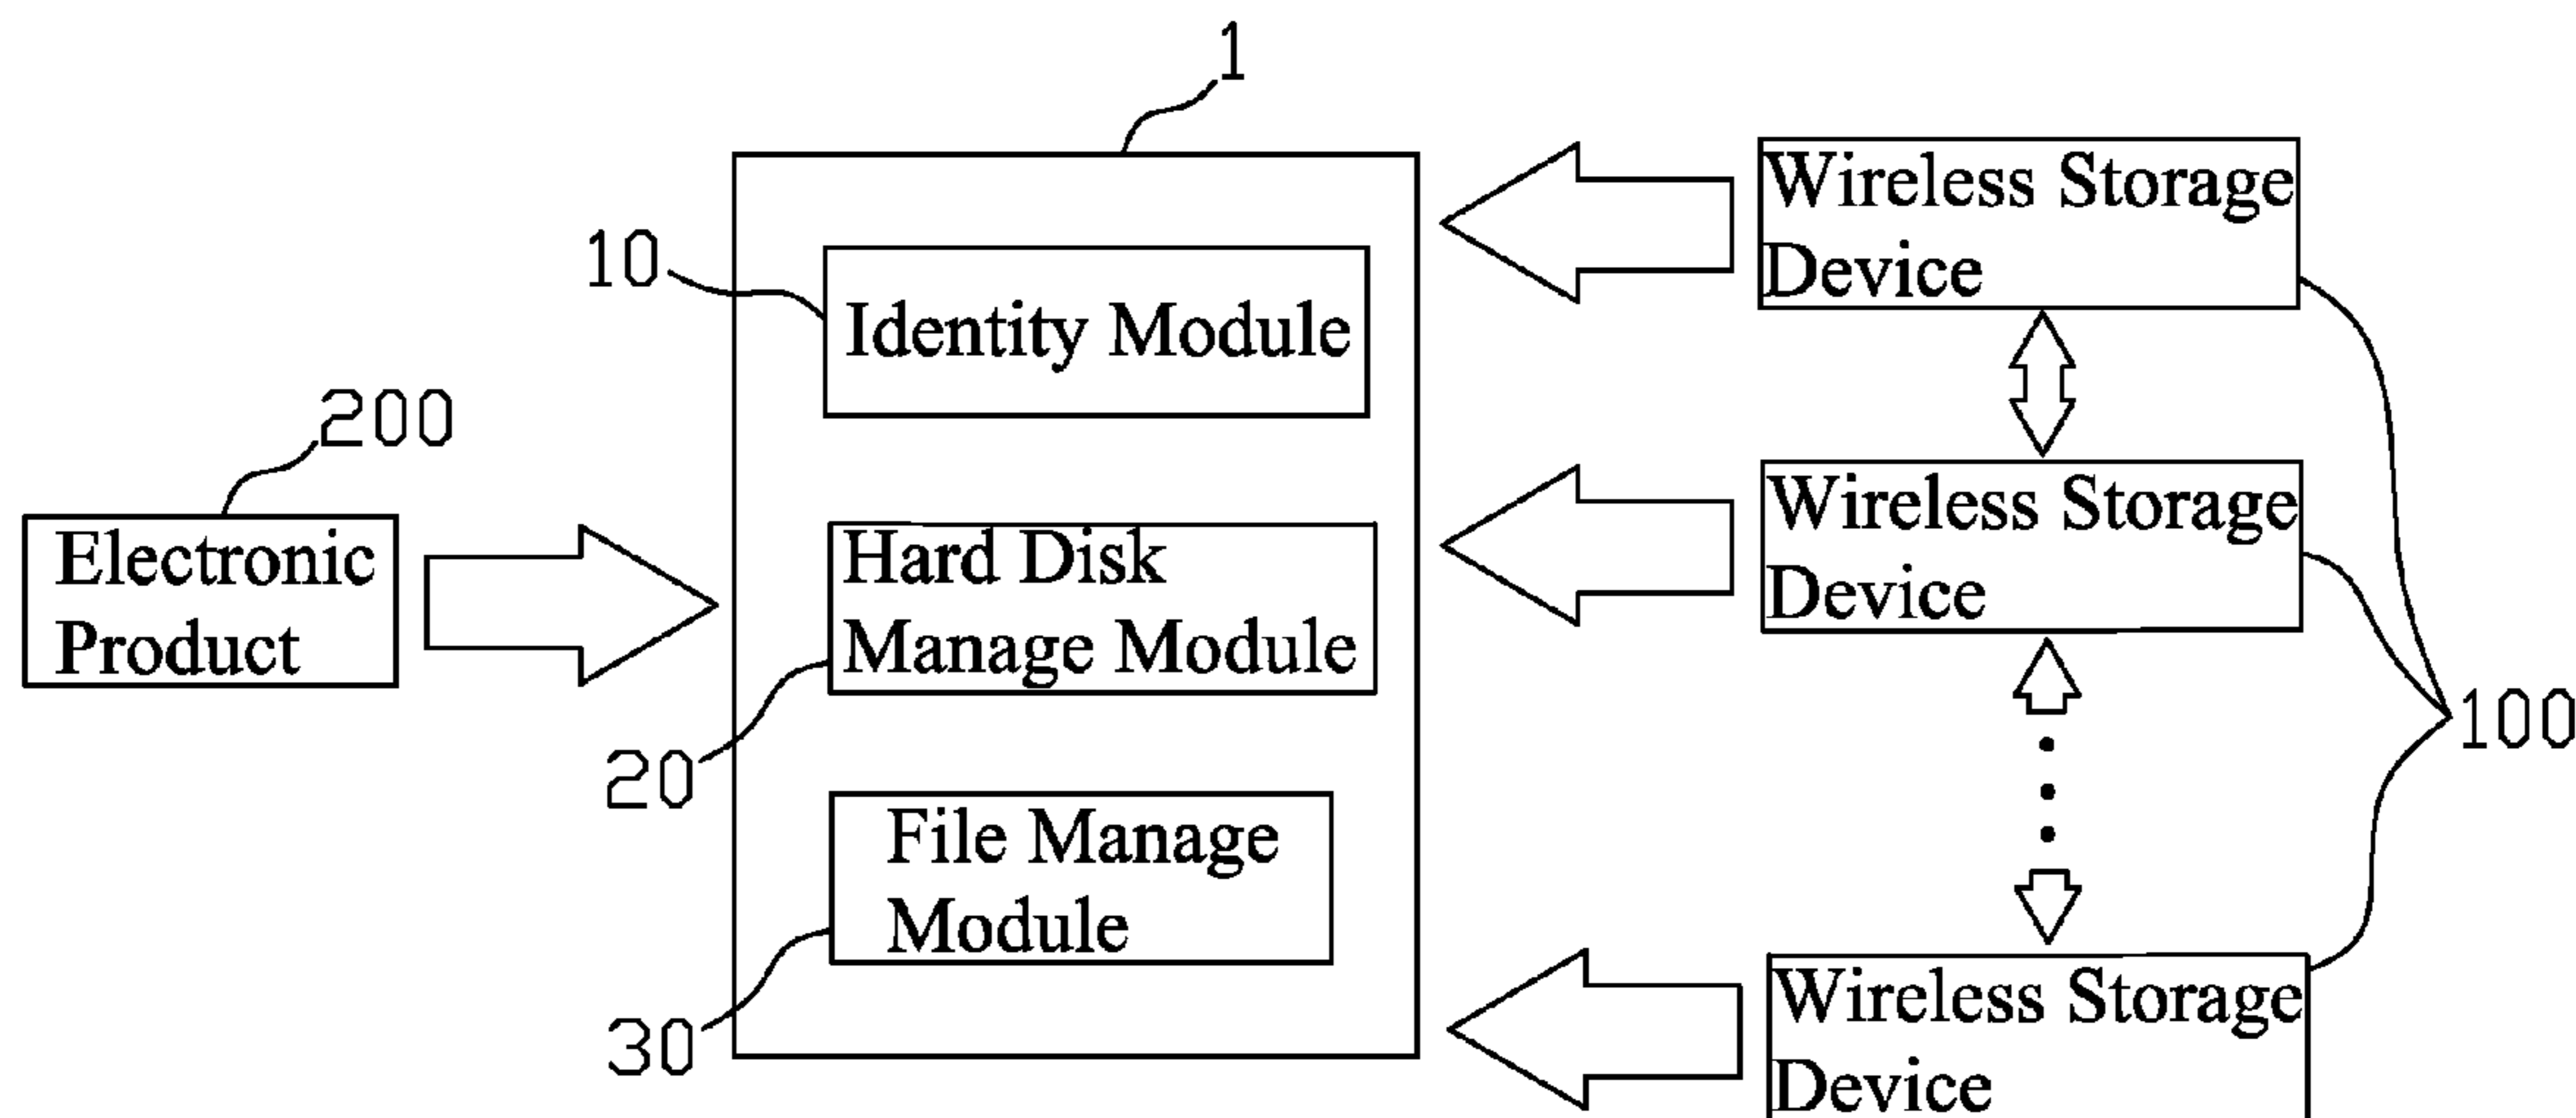 1
10
Identity Module
200
Electronic
Product
Hard Disk
Manage Module
20
File Manage
Module
30
Wireless Storage
Device
Wireless Storage
Device
100
Wireless Storage
Device